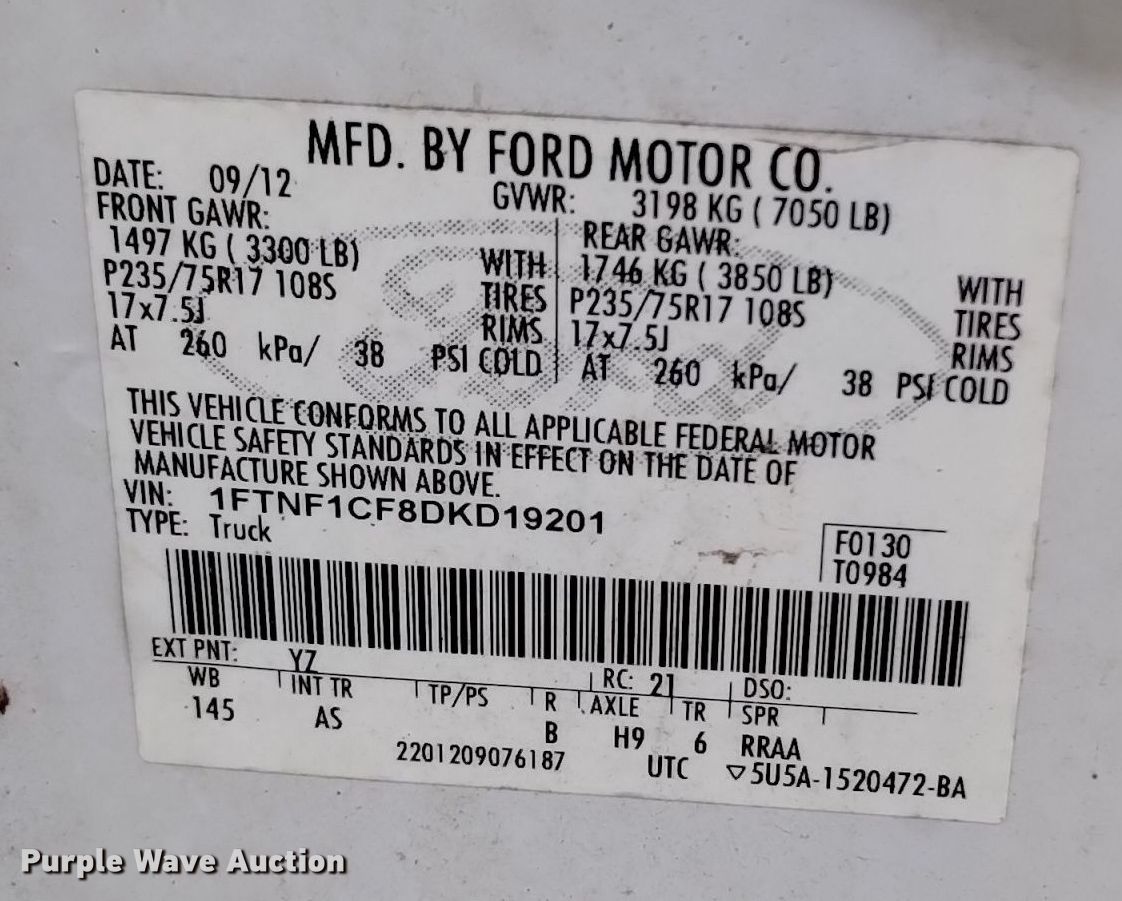 MFD. BY FORD MOTOR CO.
DATE: 09/12 GVWR: 3198 KG ( 7050 LB)
FRONT GAWR: REAR GAWR:
1497 KG ( 3300 LB) WITH 1746 KG ( 3850 LB) WITH
P235/75R17 108S TIRES P235/75R17 108S TIRES
17x7.5J RIMS 17x7.5J RIMS
AT 260 kPa/ 38 PSI COLD AT 260 kPa/ 38 PSI COLD
THIS VEHICLE CONFORMS TO ALL APPLICABLE FEDERAL MOTOR
VEHICLE SAFETY STANDARDS IN EFFECT ON THE DATE OF
MANUFACTURE SHOWN ABOVE.
VIN: 1FTNF1CF8DKD19201
TYPE: Truck
F0130
T0984
EXT PNT: YZ RC: 21 DSO:
WB INT TR TP/PS R AXLE TR SPR
145 AS B H9 6 RRAA
2201209076187 UTC ▽5U5A-1520472-BA
Ford
Purple Wave Auction